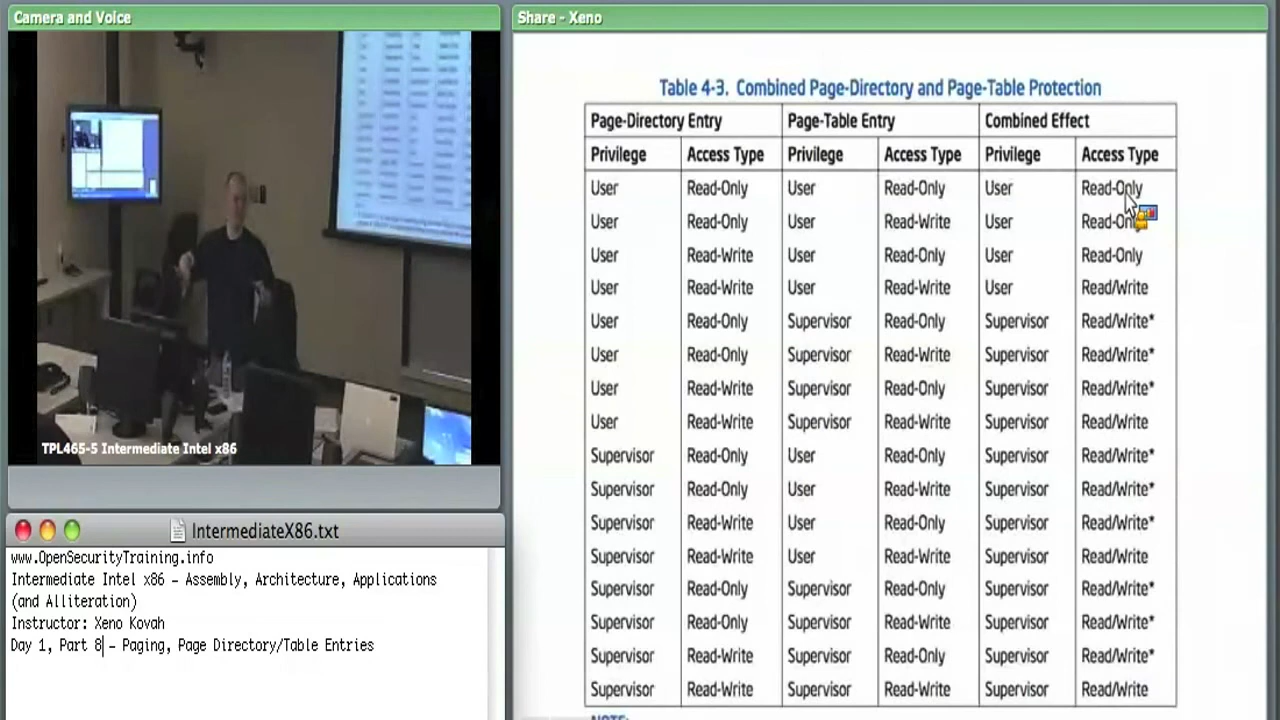 Camera and Voice
TPL465-5 Intermediate Intel x86
IntermediateX86.txt
www.OpenSecurityTraining.info
Intermediate Intel x86 – Assembly, Architecture, Applications
(and Alliteration)
Instructor: Xeno Kovah
Day 1, Part 8 – Paging, Page Directory/Table Entries
Share - Xeno
Table 4-3. Combined Page-Directory and Page-Table Protection
Page-Directory Entry Page-Table Entry Combined Effect
Privilege Access Type Privilege Access Type Privilege Access Type
User Read-Only User Read-Only User Read-Only
User Read-Only User Read-Write User Read-Only
User Read-Write User Read-Only User Read-Only
User Read-Write User Read-Write User Read/Write
User Read-Only Supervisor Read-Only Supervisor Read/Write*
User Read-Only Supervisor Read-Write Supervisor Read/Write*
User Read-Write Supervisor Read-Only Supervisor Read/Write*
User Read-Write Supervisor Read-Write Supervisor Read/Write
Supervisor Read-Only User Read-Only Supervisor Read/Write*
Supervisor Read-Only User Read-Write Supervisor Read/Write*
Supervisor Read-Write User Read-Only Supervisor Read/Write*
Supervisor Read-Write User Read-Write Supervisor Read/Write
Supervisor Read-Only Supervisor Read-Only Supervisor Read/Write*
Supervisor Read-Only Supervisor Read-Write Supervisor Read/Write*
Supervisor Read-Write Supervisor Read-Only Supervisor Read/Write*
Supervisor Read-Write Supervisor Read-Write Supervisor Read/Write
NOTE: